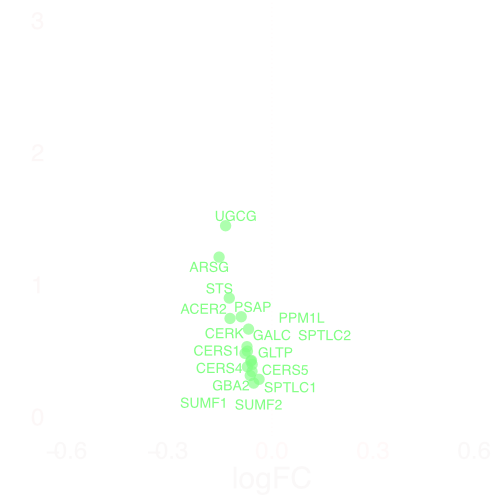 3
2
UGCG
ARSG
STS
1
ACER2 PSAP
PPM1L
CERK GALC SPTLC2
CERS1 GLTP
CERS4 CERS5
GBA2 SPTLC1
SUMF1 SUMF2
0
-0.6 -0.3 0.0 0.3 0.6
logFC